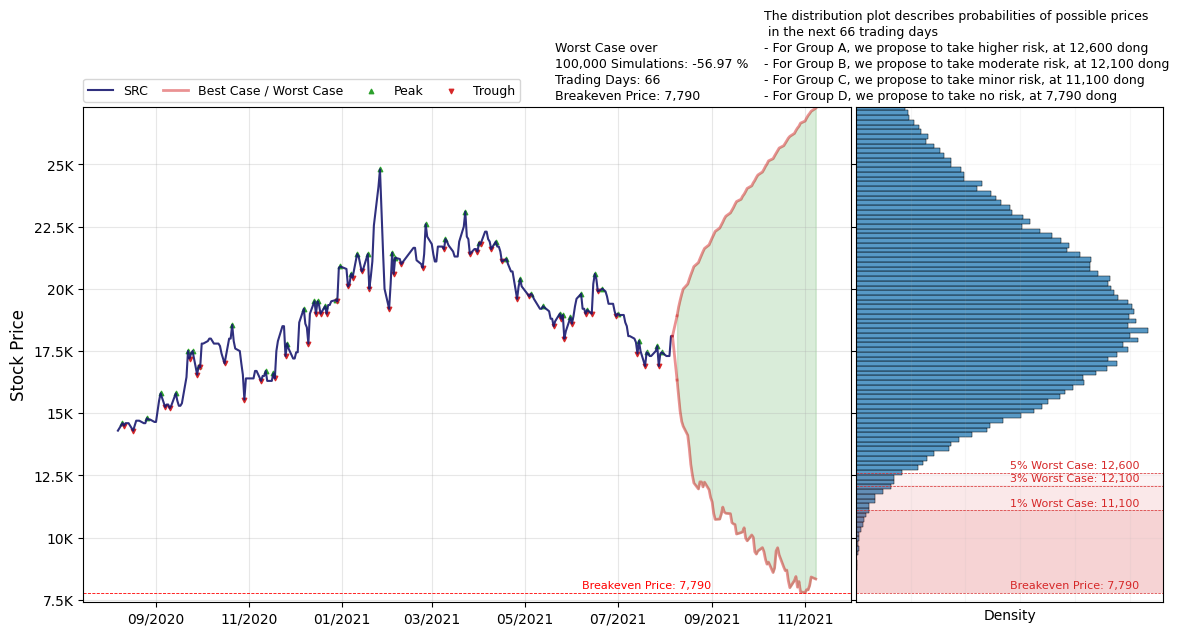 The distribution plot describes probabilities of possible prices
in the next 66 trading days
- For Group A, we propose to take higher risk, at 12,600 dong
- For Group B, we propose to take moderate risk, at 12,100 dong
- For Group C, we propose to take minor risk, at 11,100 dong
- For Group D, we propose to take no risk, at 7,790 dong
Worst Case over
100,000 Simulations: -56.97 %
Trading Days: 66
Breakeven Price: 7,790
SRC
Best Case / Worst Case
Peak
Trough
Stock Price
25K
22.5K
20K
17.5K
15K
12.5K
10K
7.5K
Breakeven Price: 7,790
09/2020
11/2020
01/2021
03/2021
05/2021
07/2021
09/2021
11/2021
5% Worst Case: 12,600
3% Worst Case: 12,100
1% Worst Case: 11,100
Breakeven Price: 7,790
Density